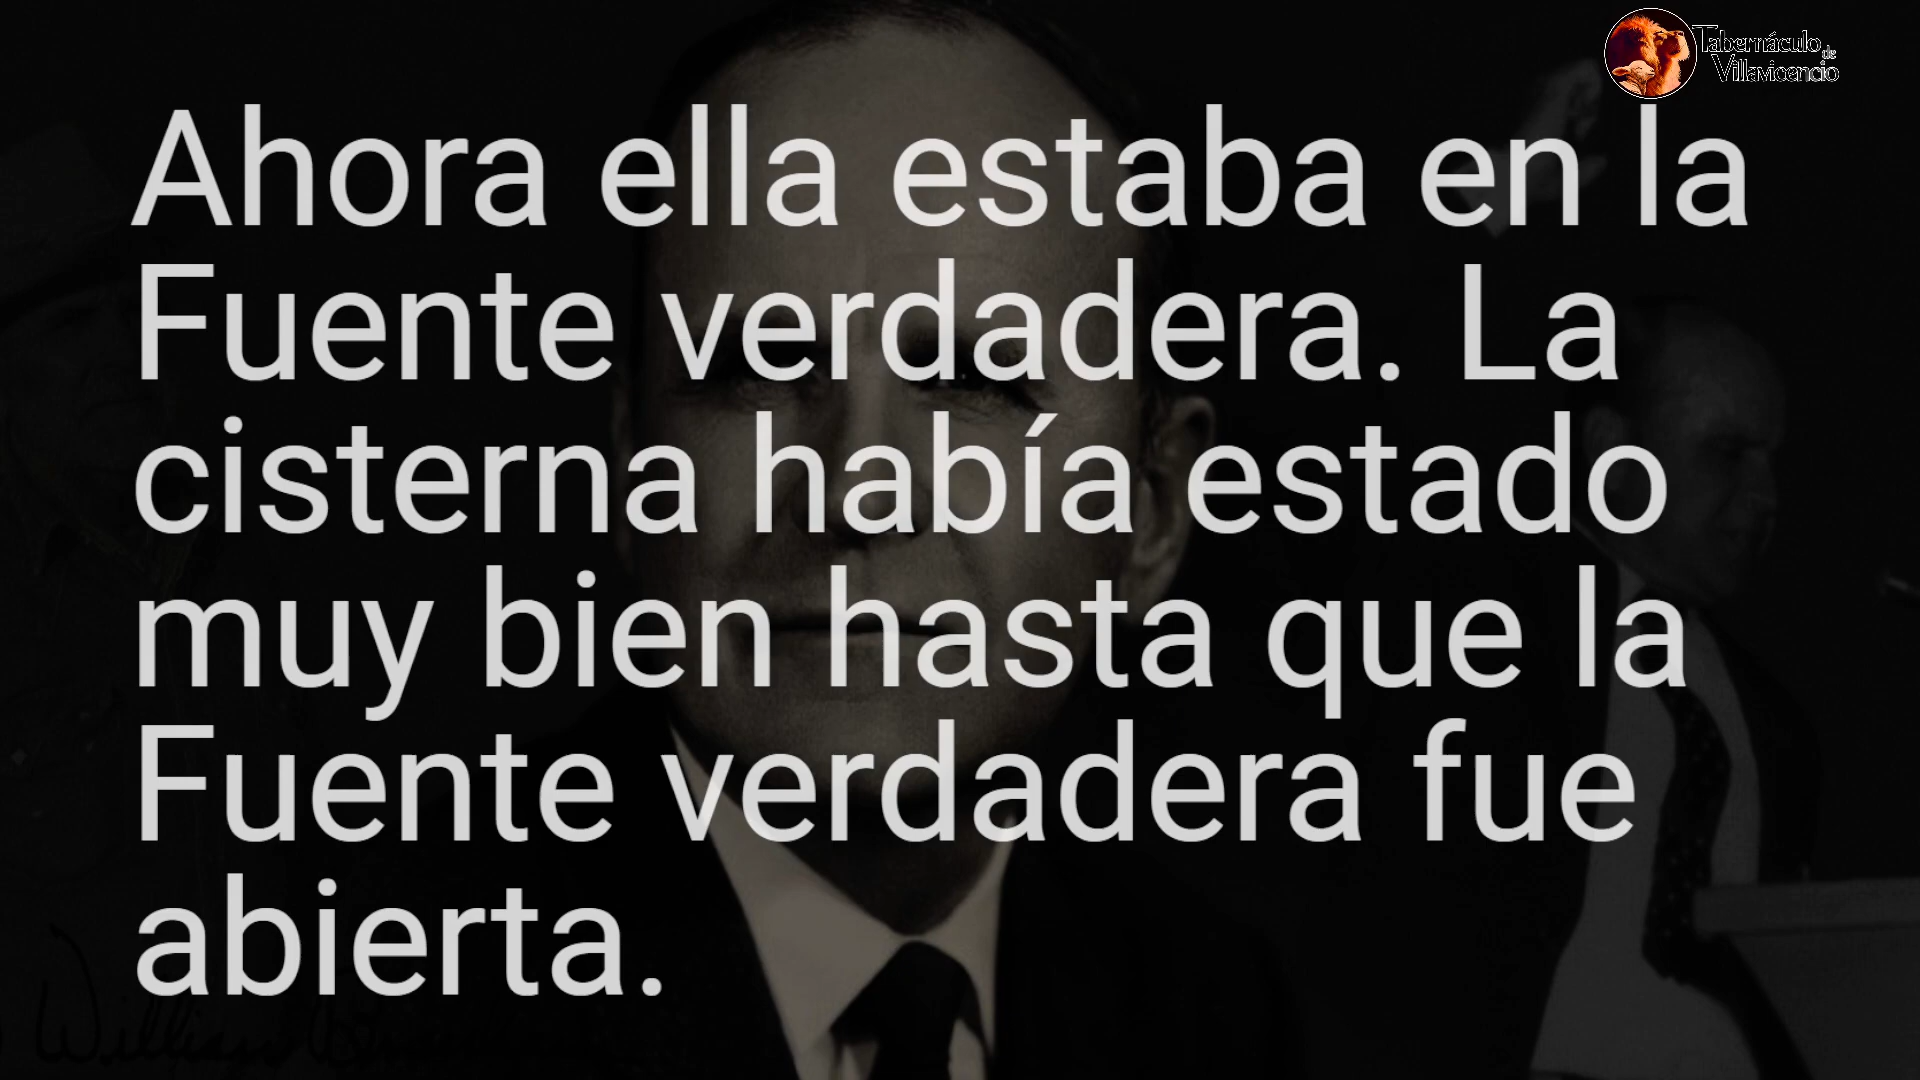 Tabernáculo
de
Villavicencio
Ahora ella estaba en la
Fuente verdadera. La
cisterna había estado
muy bien hasta que la
Fuente verdadera fue
abierta.
William